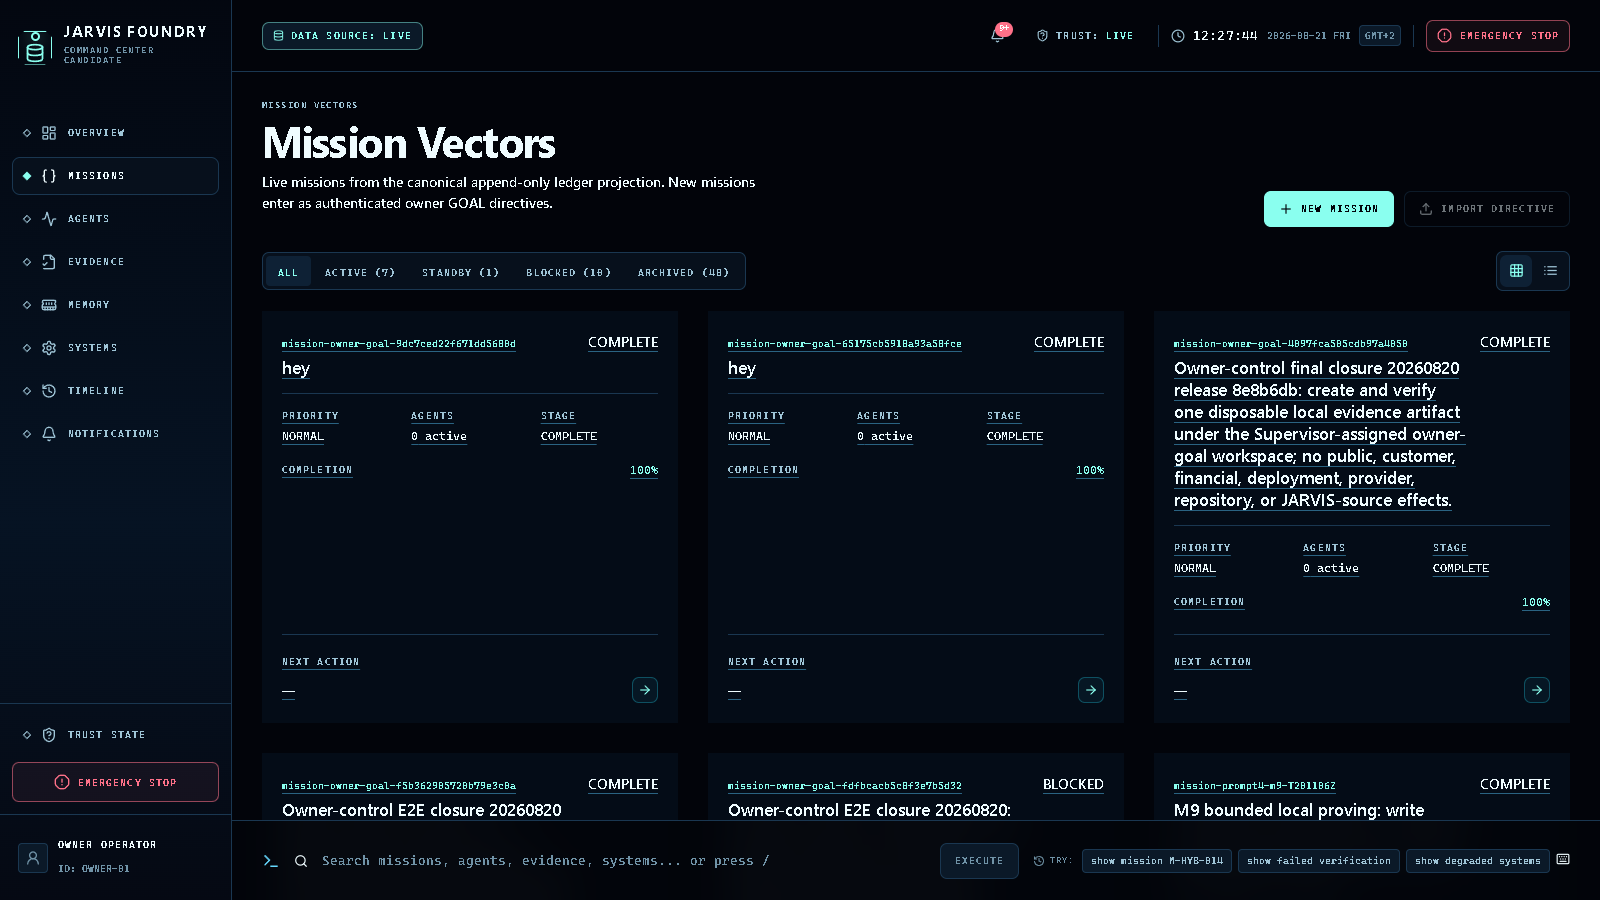 JARVIS FOUNDRY
COMMAND CENTER
CANDIDATE
DATA SOURCE: LIVE
9+
TRUST: LIVE
12:27:44
2026-08-21 FRI
GMT+2
EMERGENCY STOP
OVERVIEW
MISSIONS
AGENTS
EVIDENCE
MEMORY
SYSTEMS
TIMELINE
NOTIFICATIONS
TRUST STATE
EMERGENCY STOP
OWNER OPERATOR
ID: OWNER-01
MISSION VECTORS
Mission Vectors
Live missions from the canonical append-only ledger projection. New missions
enter as authenticated owner GOAL directives.
NEW MISSION
IMPORT DIRECTIVE
ALL
ACTIVE (7)
STANDBY (1)
BLOCKED (10)
ARCHIVED (40)
mission-owner-goal-9dc7ced22f671dd5600d
COMPLETE
hey
PRIORITY
AGENTS
STAGE
NORMAL
0 active
COMPLETE
COMPLETION
100%
NEXT ACTION
—
mission-owner-goal-65175cb5910a93a50fce
COMPLETE
hey
PRIORITY
AGENTS
STAGE
NORMAL
0 active
COMPLETE
COMPLETION
100%
NEXT ACTION
—
mission-owner-goal-4097fca505cdb97a4050
COMPLETE
Owner-control final closure 20260820
release 8e8b6db: create and verify
one disposable local evidence artifact
under the Supervisor-assigned owner-
goal workspace; no public, customer,
financial, deployment, provider,
repository, or JARVIS-source effects.
PRIORITY
AGENTS
STAGE
NORMAL
0 active
COMPLETE
COMPLETION
100%
NEXT ACTION
—
mission-owner-goal-f5b362905720b79e3c0a
COMPLETE
Owner-control E2E closure 20260820
mission-owner-goal-fdfbcacb5c0f3e7b5d32
BLOCKED
Owner-control E2E closure 20260820:
mission-prompt4-m9-T201106Z
COMPLETE
M9 bounded local proving: write
Search missions, agents, evidence, systems... or press /
EXECUTE
TRY:
show mission M-HYB-014
show failed verification
show degraded systems